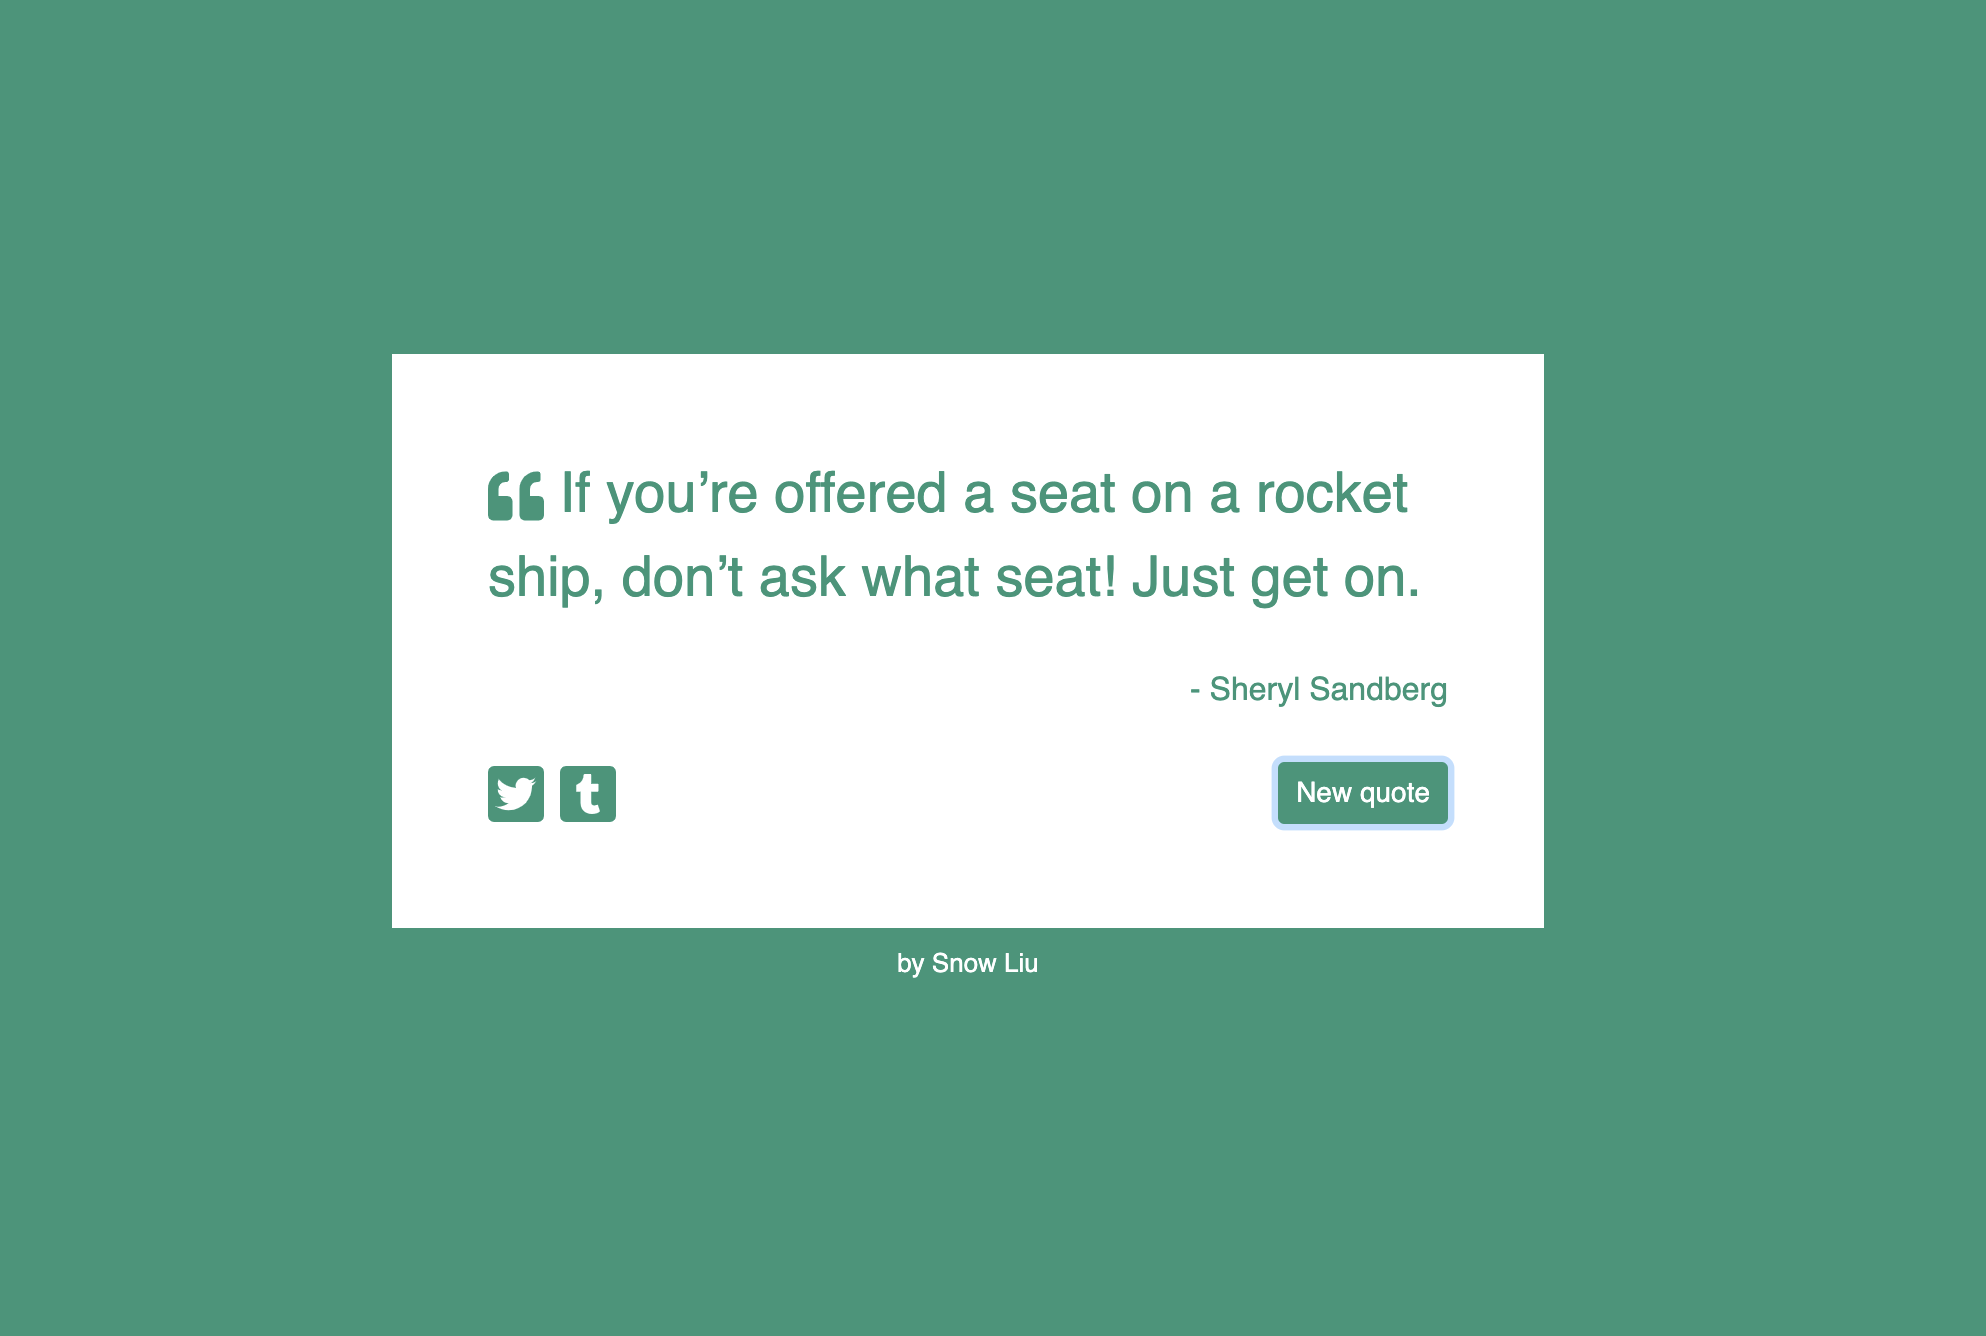 “ If you’re offered a seat on a rocket
ship, don’t ask what seat! Just get on.
- Sheryl Sandberg
New quote
by Snow Liu